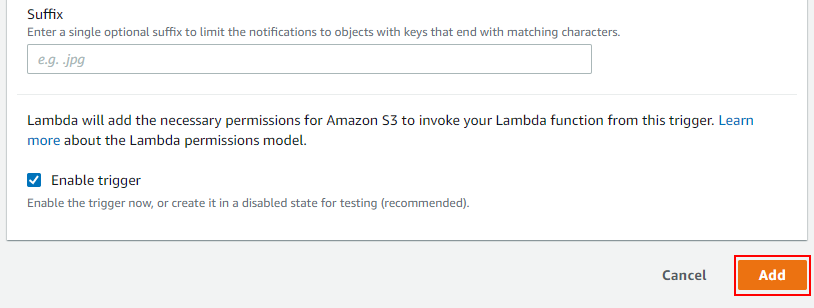 Suffix
Enter a single optional suffix to limit the notifications to objects with keys that end with matching characters.
e.g. .jpg
Lambda will add the necessary permissions for Amazon S3 to invoke your Lambda function from this trigger. Learn
more about the Lambda permissions model.
Enable trigger
Enable the trigger now, or create it in a disabled state for testing (recommended).
Cancel
Add